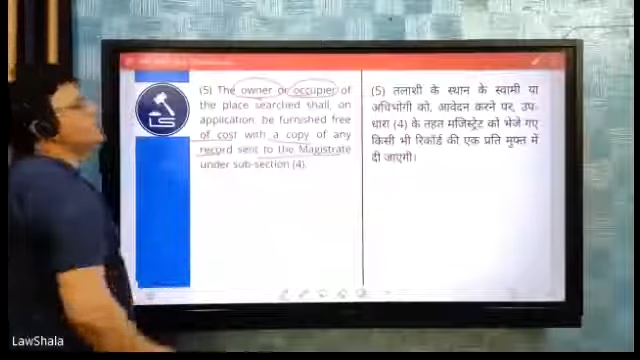 (5) The owner or occupier of
the place searched shall, on
application, be furnished free
of cost with a copy of any
record sent to the Magistrate
under sub-section (4).
(5) तलाशी के स्थान के स्वामी या
अधिभोगी को, आवेदन करने पर, उप-
धारा (4) के तहत मजिस्ट्रेट को भेजे गए
किसी भी रिकॉर्ड की एक प्रति मुफ्त में
दी जाएगी।
LS
LawShala